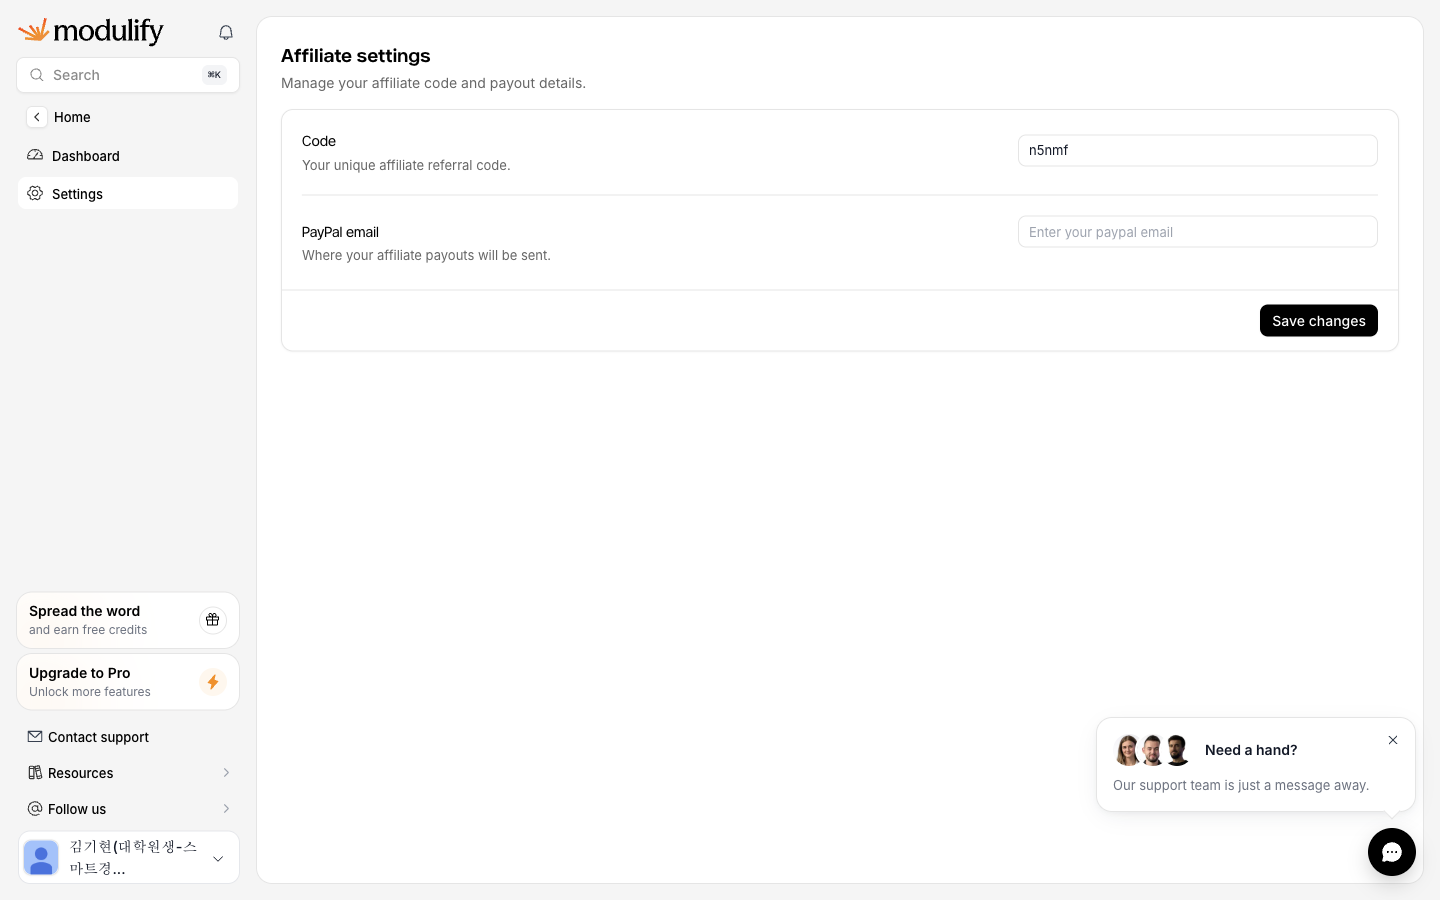 modulify
Search
⌘K
Home
Dashboard
Settings
Affiliate settings
Manage your affiliate code and payout details.
Code
Your unique affiliate referral code.
n5nmf
PayPal email
Where your affiliate payouts will be sent.
Enter your paypal email
Save changes
Spread the word
and earn free credits
Upgrade to Pro
Unlock more features
Contact support
Resources
Follow us
김기현(대학원생-스
마트경...
Need a hand?
Our support team is just a message away.